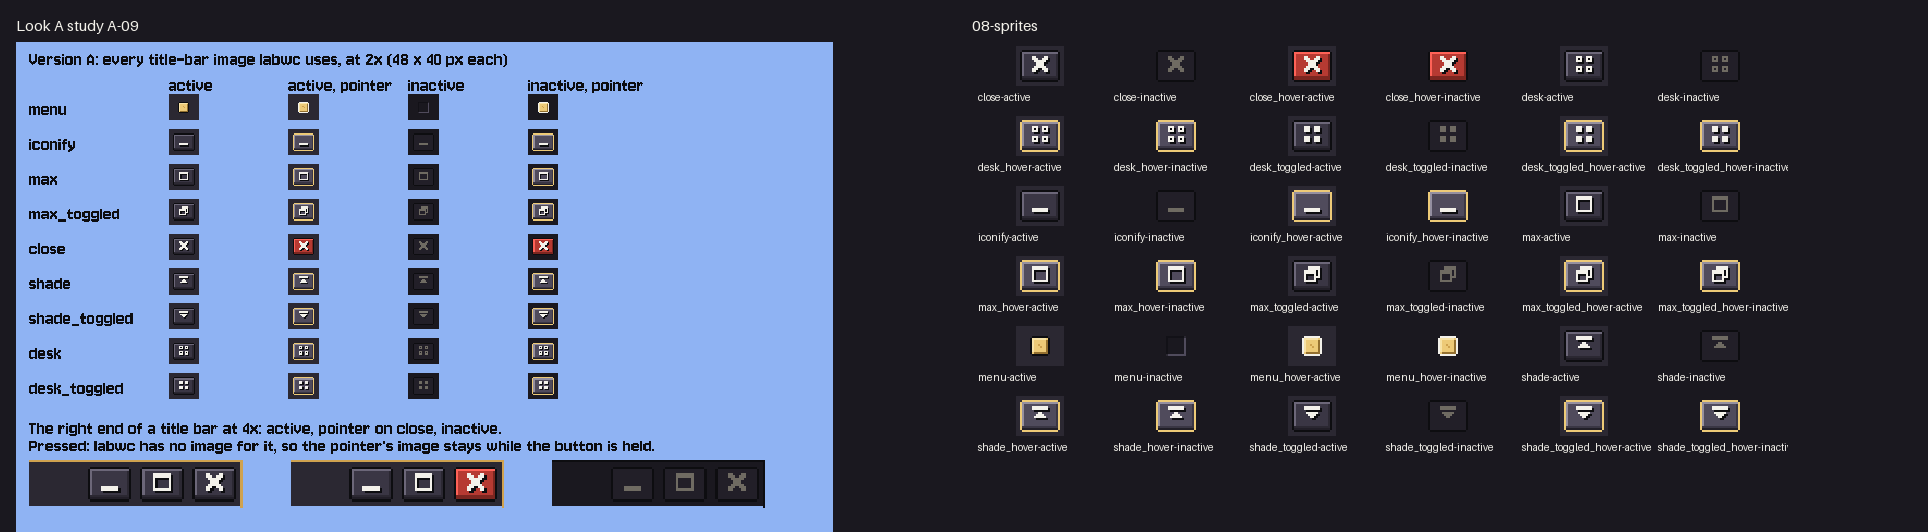 Look A study A-09
Version A: every title-bar image labwc uses, at 2x (48 x 40 px each)
active active, pointer inactive inactive, pointer
menu
iconify
max
max_toggled
close
shade
shade_toggled
desk
desk_toggled
The right end of a title bar at 4x: active, pointer on close, inactive.
Pressed: labwc has no image for it, so the pointer's image stays while the button is held.
08-sprites
close-active close-inactive close_hover-active close_hover-inactive desk-active desk-inactive
desk_hover-active desk_hover-inactive desk_toggled-active desk_toggled-inactive desk_toggled_hover-active desk_toggled_hover-inactive
iconify-active iconify-inactive iconify_hover-active iconify_hover-inactive max-active max-inactive
max_hover-active max_hover-inactive max_toggled-active max_toggled-inactive max_toggled_hover-active max_toggled_hover-inactive
menu-active menu-inactive menu_hover-active menu_hover-inactive shade-active shade-inactive
shade_hover-active shade_hover-inactive shade_toggled-active shade_toggled-inactive shade_toggled_hover-active shade_toggled_hover-inacti